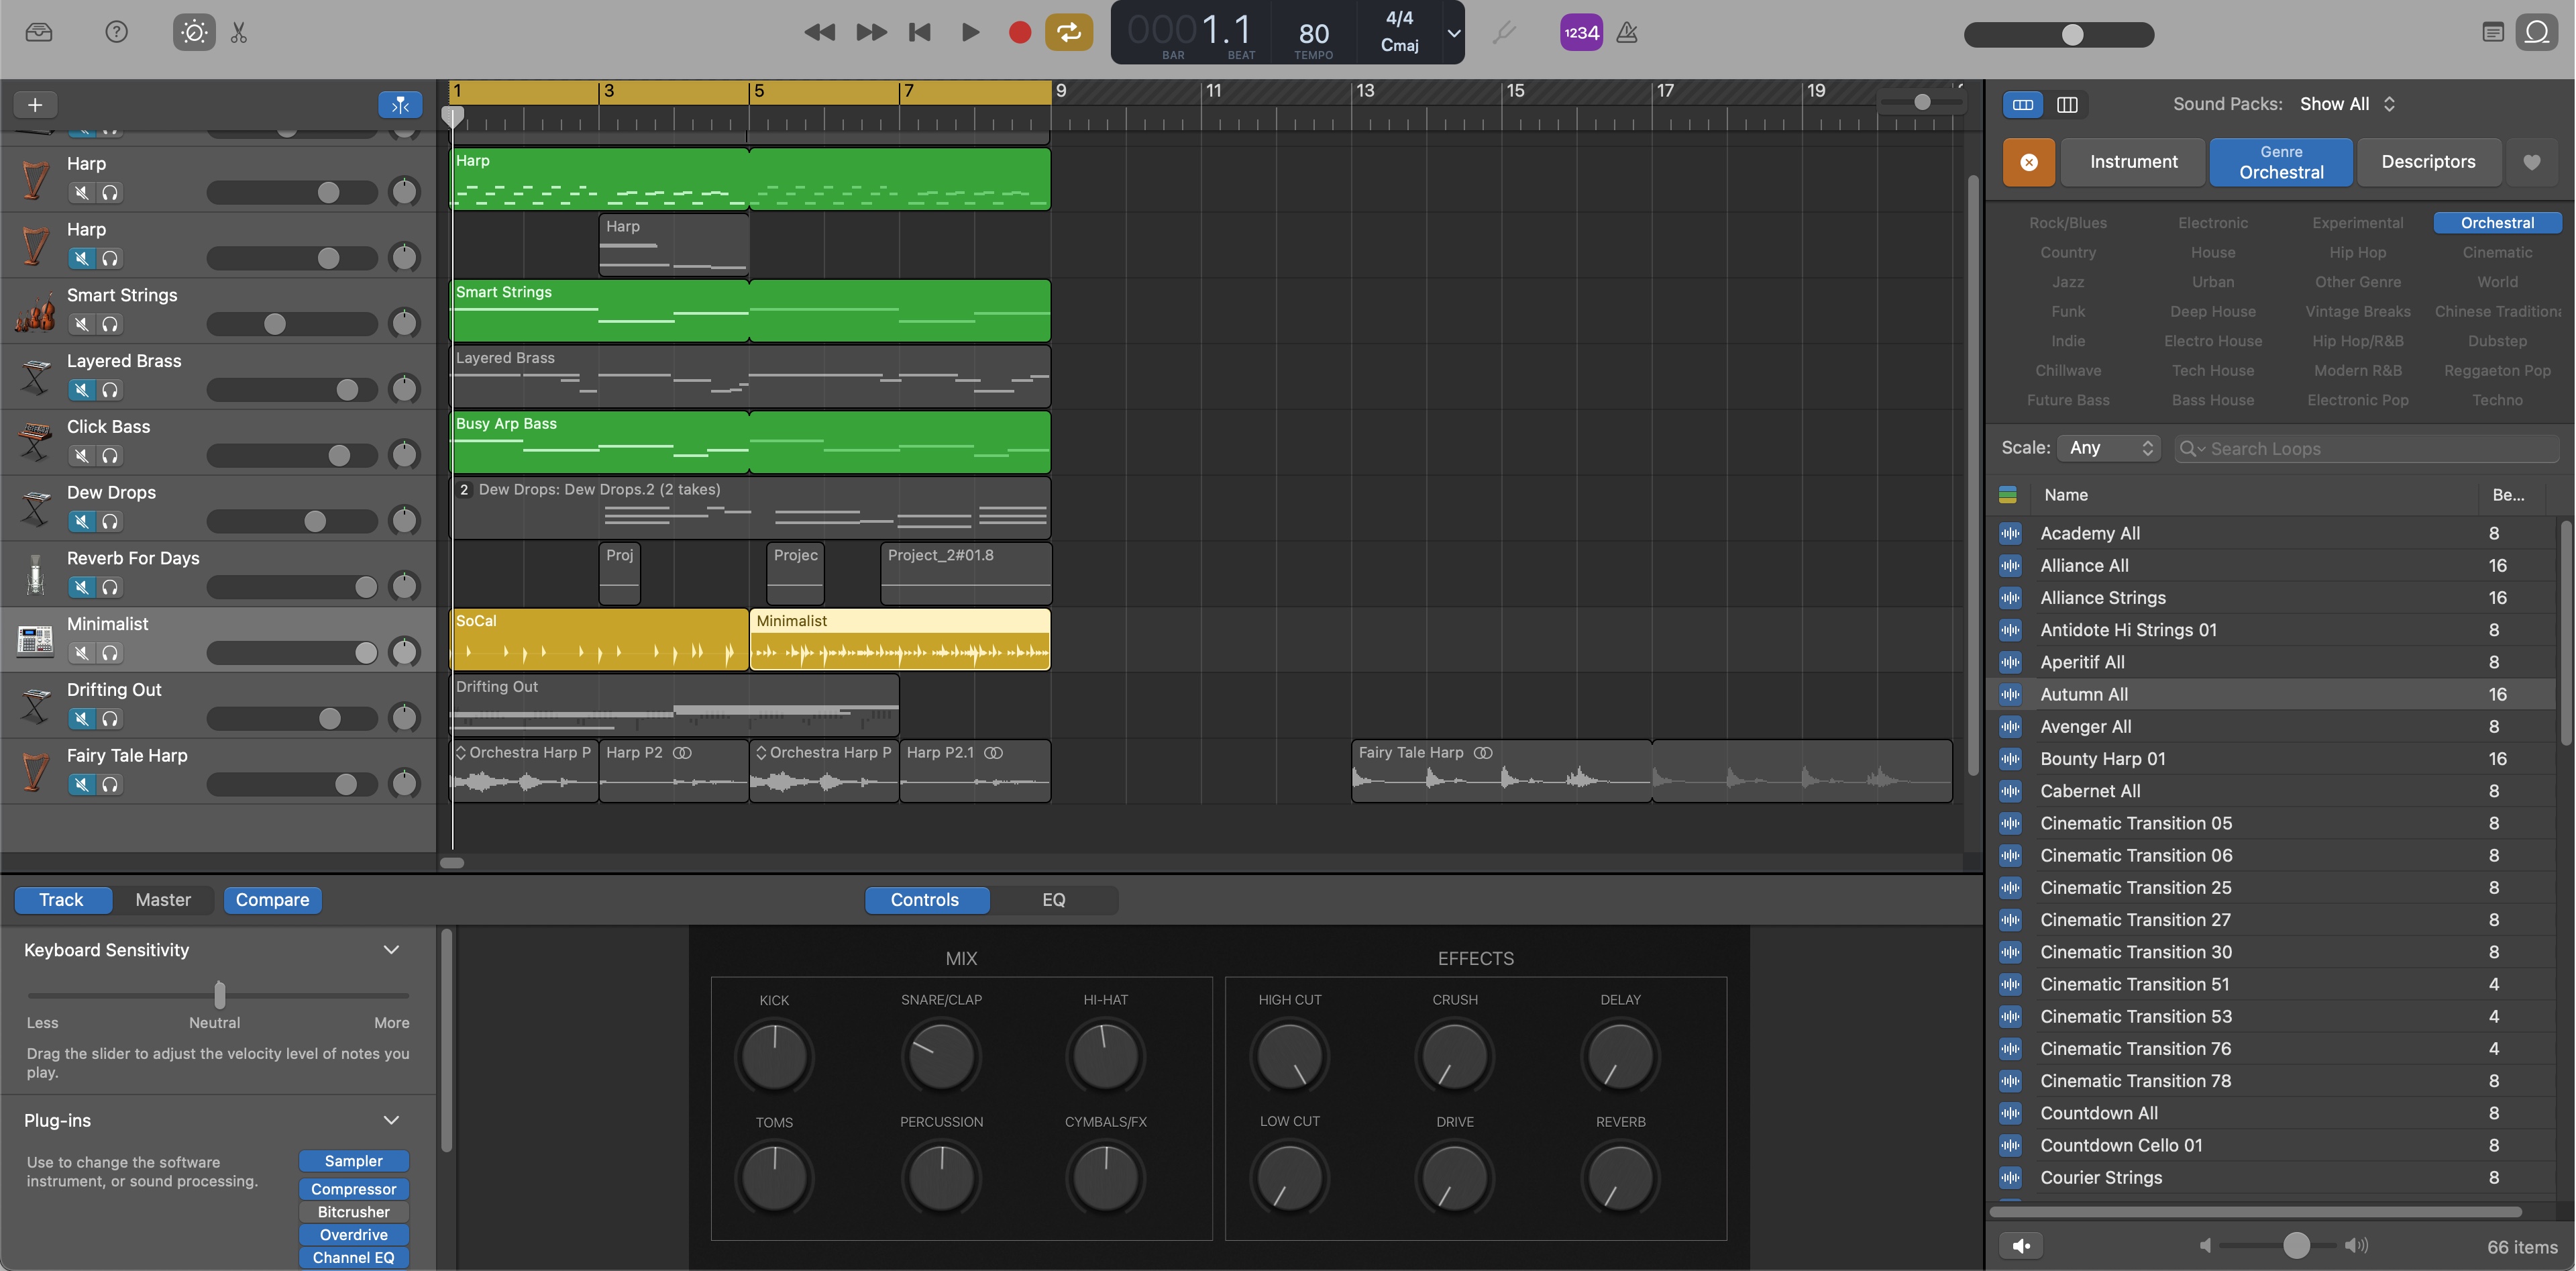 0001.1
BAR
BEAT
80
TEMPO
4/4
Cmaj
1234
1
3
5
7
9
11
13
15
17
19
Sound Packs:
Show All
Instrument
Genre
Orchestral
Descriptors
Rock/Blues
Electronic
Experimental
Orchestral
Country
House
Hip Hop
Cinematic
Jazz
Urban
Other Genre
World
Funk
Deep House
Vintage Breaks
Chinese Traditiona
Indie
Electro House
Hip Hop/R&B
Dubstep
Chillwave
Tech House
Modern R&B
Reggaeton Pop
Future Bass
Bass House
Electronic Pop
Techno
Scale:
Any
Search Loops
Name
Be...
Academy All 8
Alliance All 16
Alliance Strings 16
Antidote Hi Strings 01 8
Aperitif All 8
Autumn All 16
Avenger All 8
Bounty Harp 01 16
Cabernet All 8
Cinematic Transition 05 8
Cinematic Transition 06 8
Cinematic Transition 25 8
Cinematic Transition 27 8
Cinematic Transition 30 8
Cinematic Transition 51 4
Cinematic Transition 53 4
Cinematic Transition 76 4
Cinematic Transition 78 8
Countdown All 8
Countdown Cello 01 8
Courier Strings 8
66 items
Harp
Harp
Harp
Harp
Smart Strings
Smart Strings
Layered Brass
Layered Brass
Click Bass
Busy Arp Bass
Dew Drops
2 Dew Drops: Dew Drops.2 (2 takes)
Reverb For Days
Proj
Projec
Project_2#01.8
Minimalist
SoCal
Minimalist
Drifting Out
Drifting Out
Fairy Tale Harp
Orchestra Harp P
Harp P2
Orchestra Harp P
Harp P2.1
Fairy Tale Harp
Track
Master
Compare
Controls
EQ
Keyboard Sensitivity
Less
Neutral
More
Drag the slider to adjust the velocity level of notes you
play.
Plug-ins
Use to change the software
instrument, or sound processing.
Sampler
Compressor
Bitcrusher
Overdrive
Channel EQ
MIX
KICK
SNARE/CLAP
HI-HAT
TOMS
PERCUSSION
CYMBALS/FX
EFFECTS
HIGH CUT
CRUSH
DELAY
LOW CUT
DRIVE
REVERB